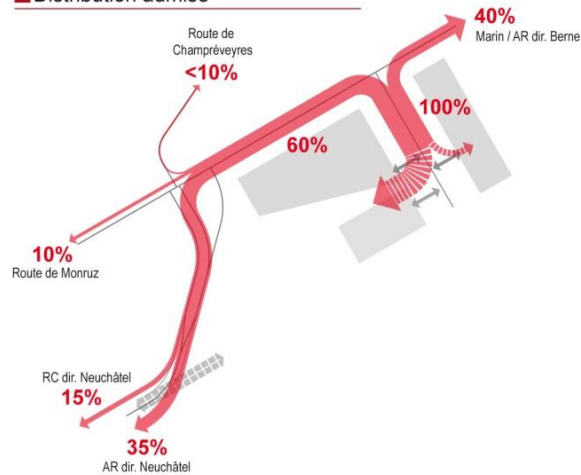 Distribution admise
40%
Marin / AR dir. Berne
Route de
Champréveyres
<10%
100%
60%
10%
Route de Monruz
RC dir. Neuchâtel
15%
35%
AR dir. Neuchâtel